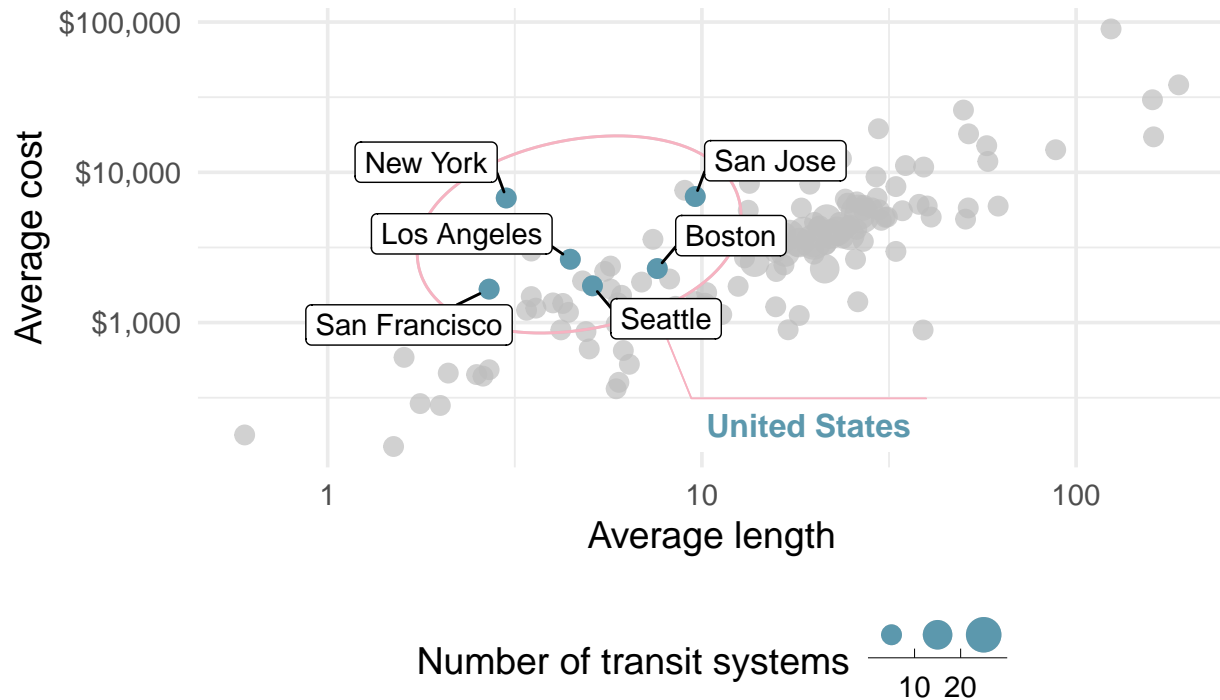 $100,000
$10,000
$1,000
Average cost
New York
San Jose
Los Angeles
Boston
San Francisco
Seattle
United States
1
10
100
Average length
Number of transit systems
10 20